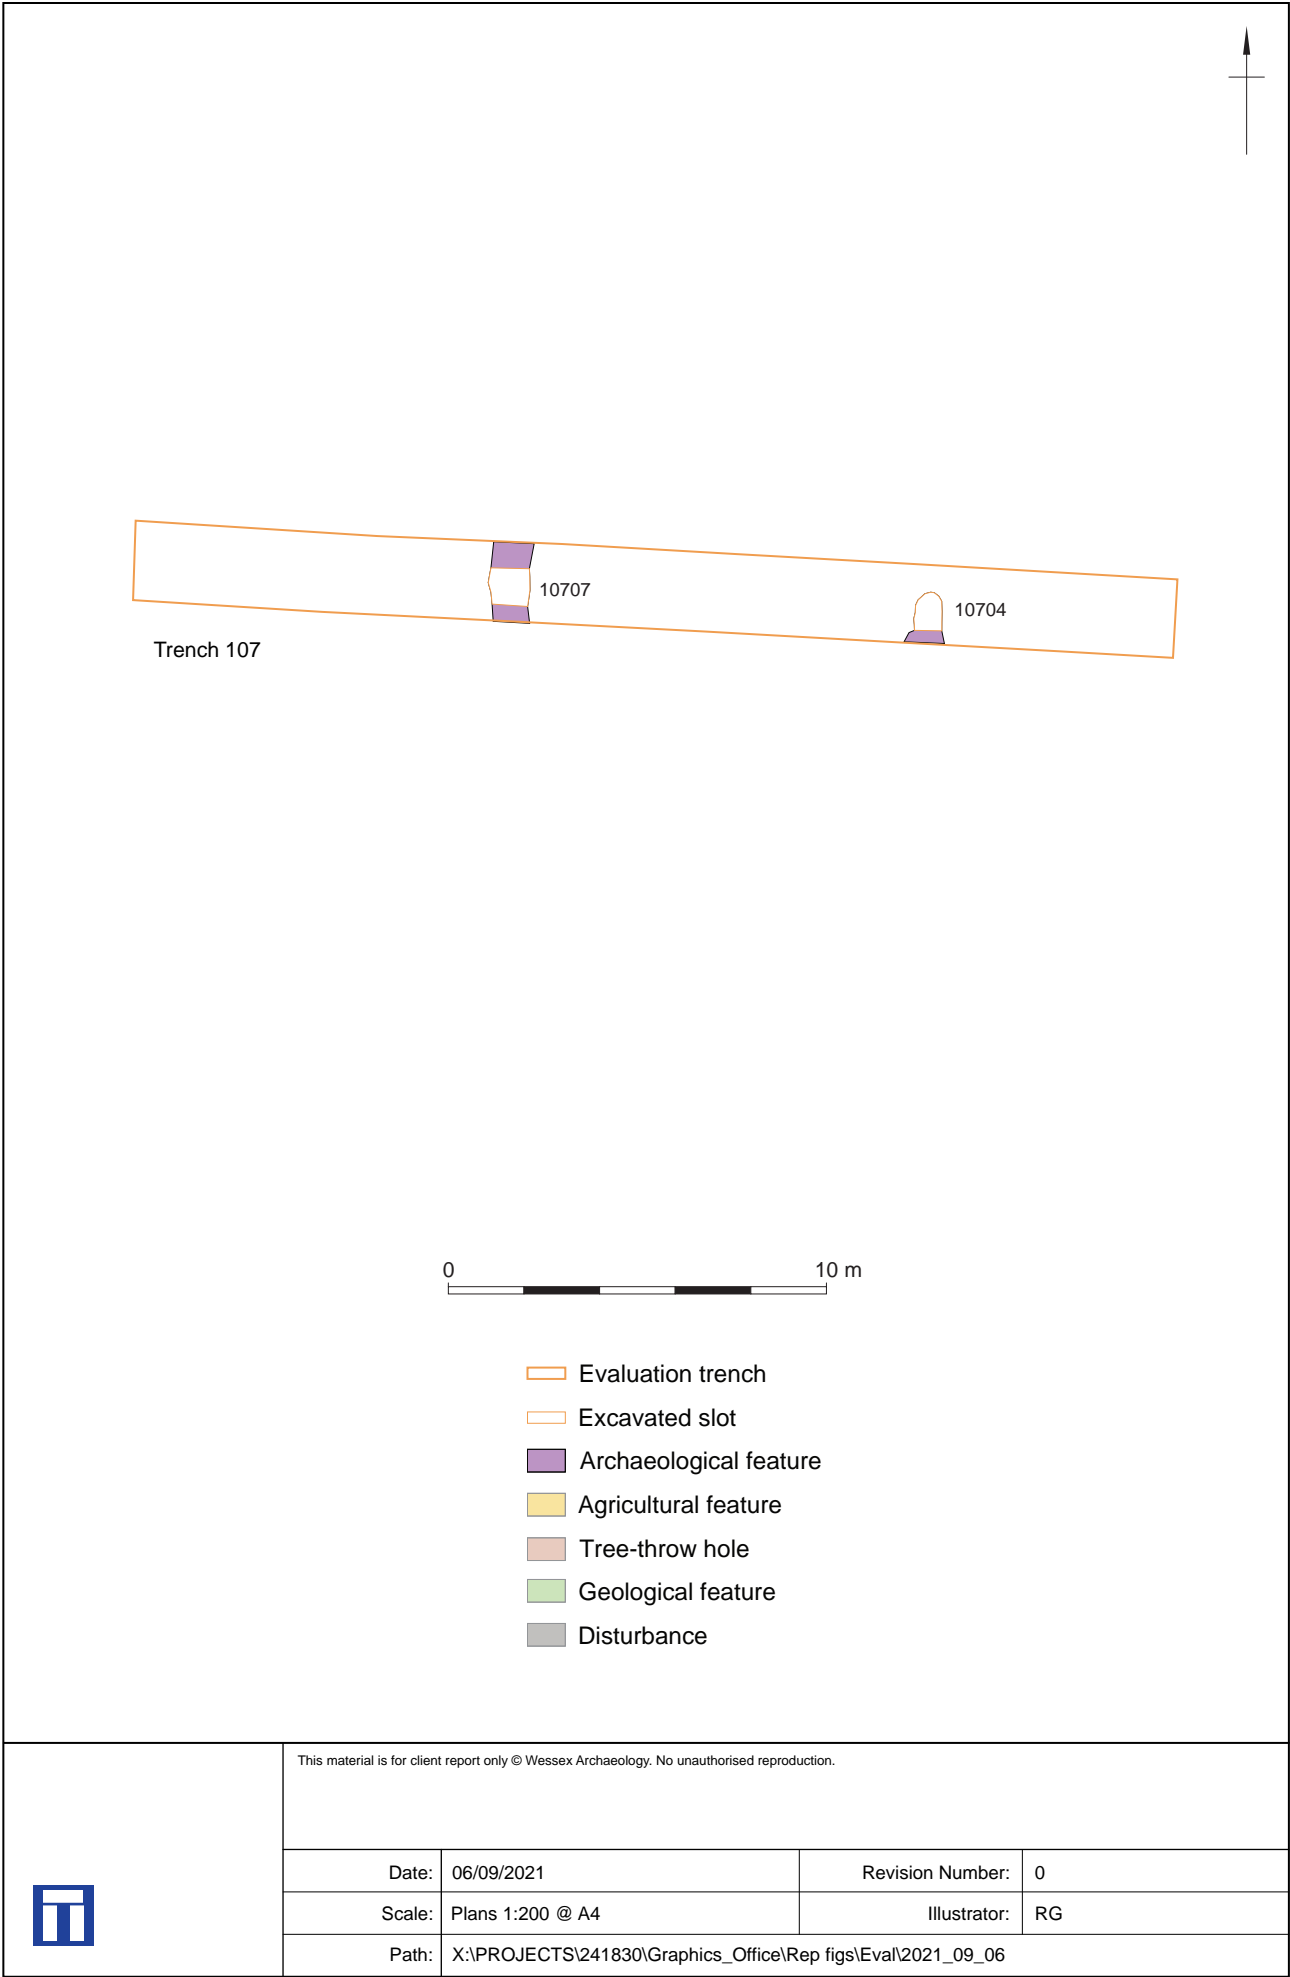 10707
10704
Trench 107
0 10 m
Evaluation trench
Excavated slot
Archaeological feature
Agricultural feature
Tree-throw hole
Geological feature
Disturbance
This material is for client report only © Wessex Archaeology. No unauthorised reproduction.
Date: 06/09/2021 Revision Number: 0
Scale: Plans 1:200 @ A4 Illustrator: RG
Path: X:\PROJECTS\241830\Graphics_Office\Rep figs\Eval\2021_09_06